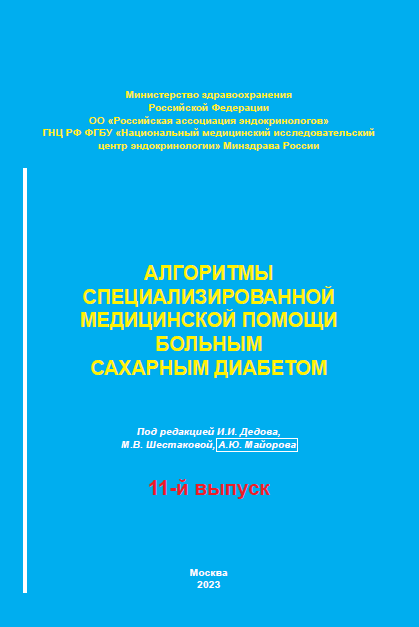 Министерство здравоохранения
Российской Федерации
ОО «Российская ассоциация эндокринологов»
ГНЦ РФ ФГБУ «Национальный медицинский исследовательский
центр эндокринологии» Минздрава России
АЛГОРИТМЫ
СПЕЦИАЛИЗИРОВАННОЙ
МЕДИЦИНСКОЙ ПОМОЩИ
БОЛЬНЫМ
САХАРНЫМ ДИАБЕТОМ
Под редакцией И.И. Дедова,
М.В. Шестаковой, А.Ю. Майорова
11-й выпуск
Москва
2023